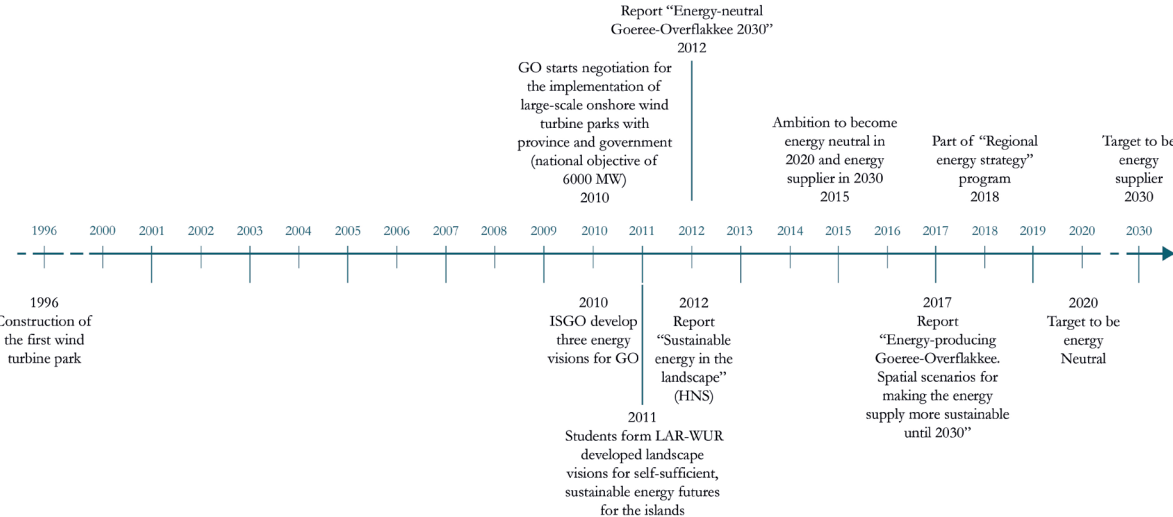 Report “Energy-neutral
Goeree-Overflakkee 2030”
2012
GO starts negotiation for
the implementation of
large-scale onshore wind
turbine parks with
province and government
(national objective of
6000 MW)
2010
Ambition to become
energy neutral in
2020 and energy
supplier in 2030
2015
Part of “Regional
energy strategy”
program
2018
Target to be
energy
supplier
2030
1996 2000 2001 2002 2003 2004 2005 2006 2007 2008 2009 2010 2011 2012 2013 2014 2015 2016 2017 2018 2019 2020 2030
1996
Construction of
the first wind
turbine park
2010
ISGO develop
three energy
visions for GO
2011
Students form LAR-WUR
developed landscape
visions for self-sufficient,
sustainable energy futures
for the islands
2012
Report
“Sustainable
energy in the
landscape”
(HNS)
2017
Report
“Energy-producing
Goeree-Overflakkee.
Spatial scenarios for
making the energy
supply more sustainable
until 2030”
2020
Target to be
energy
Neutral